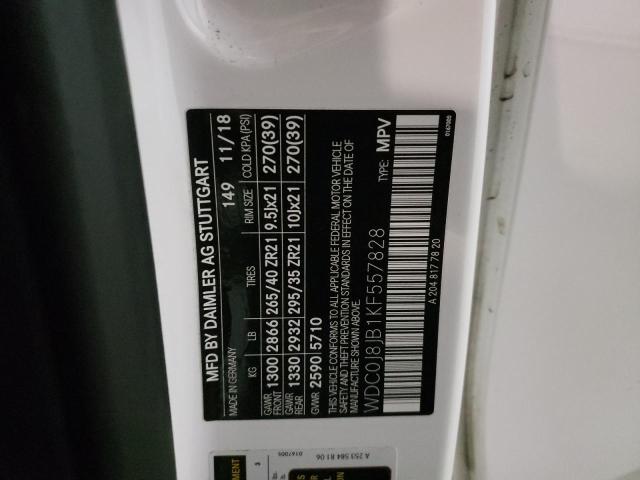 MFD BY DAIMLER AG STUTTGART
MADE IN GERMANY 149 11/18
KG LB TIRES RIM SIZE COLD KPA(PSI)
GAWR FRONT 1300 2866 265/40 ZR21 9.5Jx21 270(39)
GAWR REAR 1330 2932 295/35 ZR21 10Jx21 270(39)
GVWR 2590 5710
THIS VEHICLE CONFORMS TO ALL APPLICABLE FEDERAL MOTOR VEHICLE
SAFETY AND THEFT PREVENTION STANDARDS IN EFFECT ON THE DATE OF
MANUFACTURE SHOWN ABOVE.
WDC0J8JB1KF557828 TYPE: MPV
A 204 817 78 20
0167005
A 253 584 81 06
0167005
3